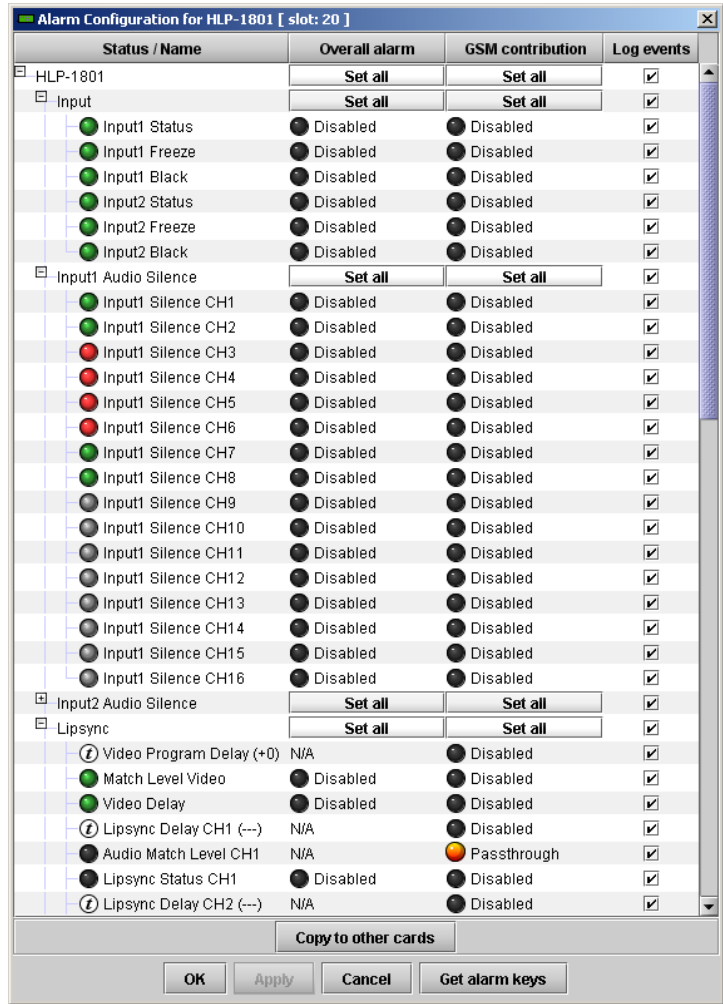 Alarm Configuration for HLP-1801 [ slot: 20 ]
Status / Name Overall alarm GSM contribution Log events
HLP-1801 Set all Set all
Input Set all Set all
Input1 Status Disabled Disabled
Input1 Freeze Disabled Disabled
Input1 Black Disabled Disabled
Input2 Status Disabled Disabled
Input2 Freeze Disabled Disabled
Input2 Black Disabled Disabled
Input1 Audio Silence Set all Set all
Input1 Silence CH1 Disabled Disabled
Input1 Silence CH2 Disabled Disabled
Input1 Silence CH3 Disabled Disabled
Input1 Silence CH4 Disabled Disabled
Input1 Silence CH5 Disabled Disabled
Input1 Silence CH6 Disabled Disabled
Input1 Silence CH7 Disabled Disabled
Input1 Silence CH8 Disabled Disabled
Input1 Silence CH9 Disabled Disabled
Input1 Silence CH10 Disabled Disabled
Input1 Silence CH11 Disabled Disabled
Input1 Silence CH12 Disabled Disabled
Input1 Silence CH13 Disabled Disabled
Input1 Silence CH14 Disabled Disabled
Input1 Silence CH15 Disabled Disabled
Input1 Silence CH16 Disabled Disabled
Input2 Audio Silence Set all Set all
Lipsync Set all Set all
t Video Program Delay (+0) N/A Disabled
Match Level Video Disabled Disabled
Video Delay Disabled Disabled
t Lipsync Delay CH1 (---) N/A Disabled
Audio Match Level CH1 N/A Passthrough
Lipsync Status CH1 Disabled Disabled
t Lipsync Delay CH2 (---) N/A Disabled
Copy to other cards
OK Apply Cancel Get alarm keys